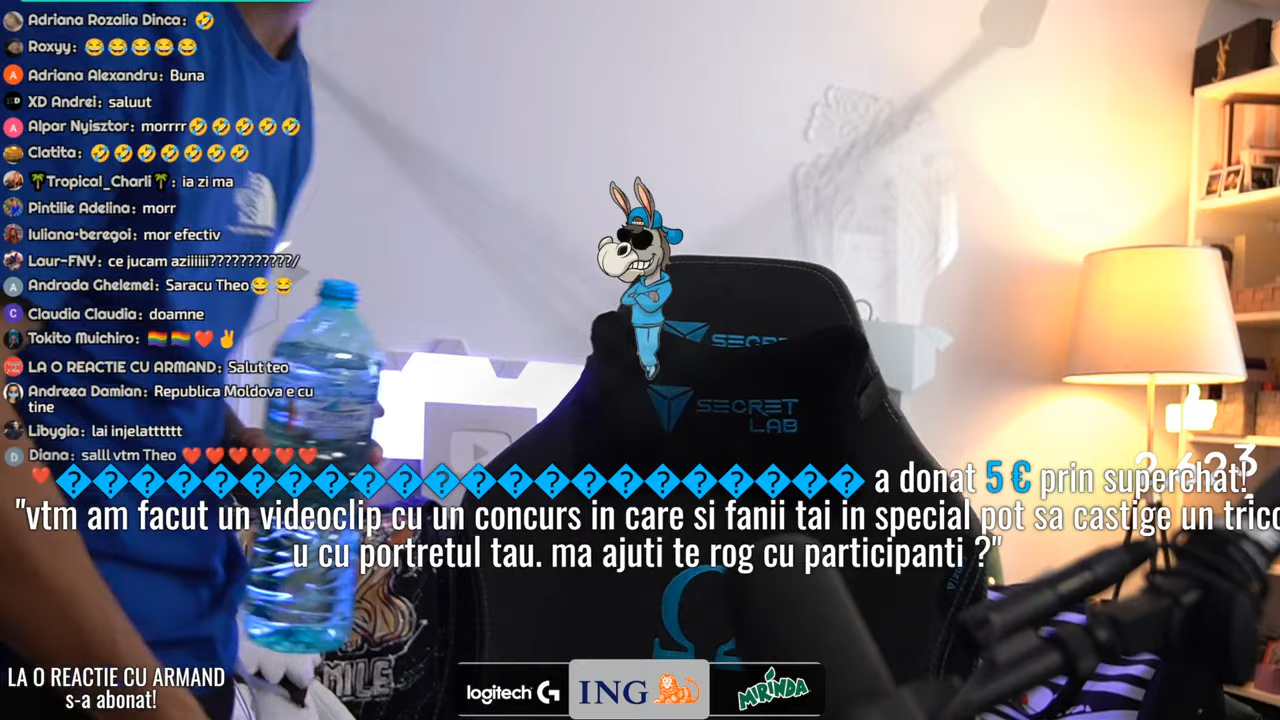 Adriana Rozalia Dinca: 🤣
Roxyy: 😂😂😂😂😂
Adriana Alexandru: Buna
XD Andrei: saluut
Alpar Nyisztor: morrrr🤣🤣🤣🤣🤣
Clatita: 🤣🤣🤣🤣🤣🤣🤣
🌴Tropical_Charli🌴: ia zi ma
Pintilie Adelina: morr
Iuliana•beregoi: mor efectiv
Laur-FNY: ce jucam aziiiiii???????????/
Andrada Ghelemei: Saracu Theo😂 😂
Claudia Claudia: doamne
Tokito Muichiro: 🏳️‍🌈🏳️‍🌈❤️✌️
LA O REACTIE CU ARMAND: Salut teo
Andreea Damian: Republica Moldova e cu
tine
Libygia: lai injelatttttt
Diana: salll vtm Theo ❤️❤️❤️❤️❤️❤️
❤️
�����������������������  a donat 5 € prin superchat!
"vtm am facut un videoclip cu un concurs in care si fanii tai in special pot sa castige un trico
u cu portretul tau. ma ajuti te rog cu participanti ?"
SECRET
LAB
LA O REACTIE CU ARMAND
s-a abonat!
logitech G
ING
MIRINDA